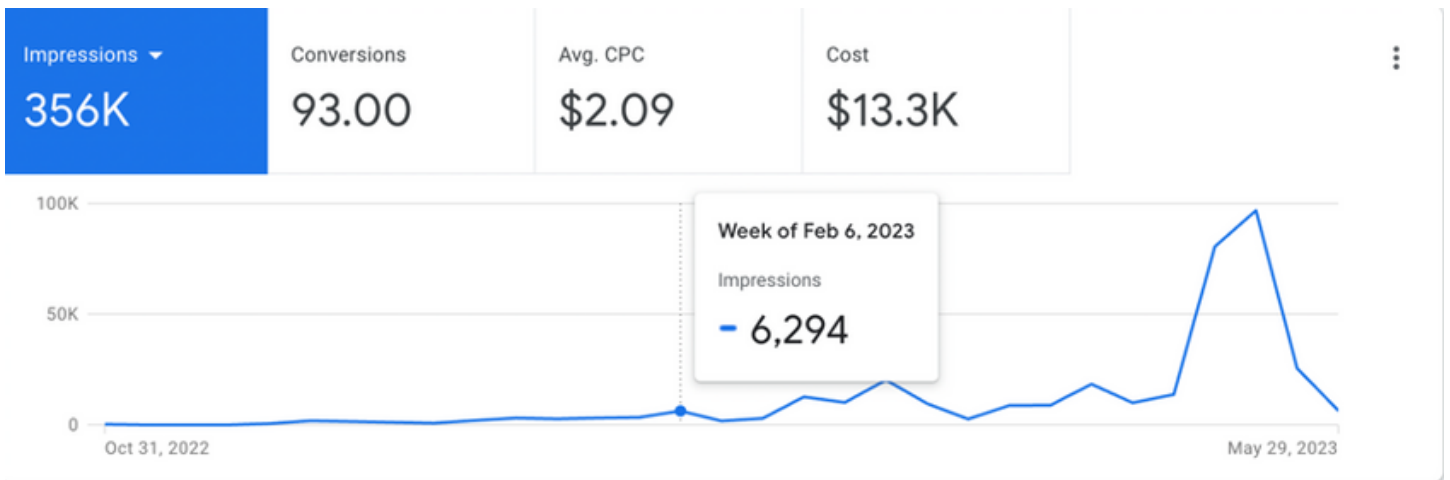 Impressions
Conversions
Avg. CPC
Cost
356K
93.00
$2.09
$13.3K
100K
50K
0
Week of Feb 6, 2023
Impressions
6,294
Oct 31, 2022
May 29, 2023